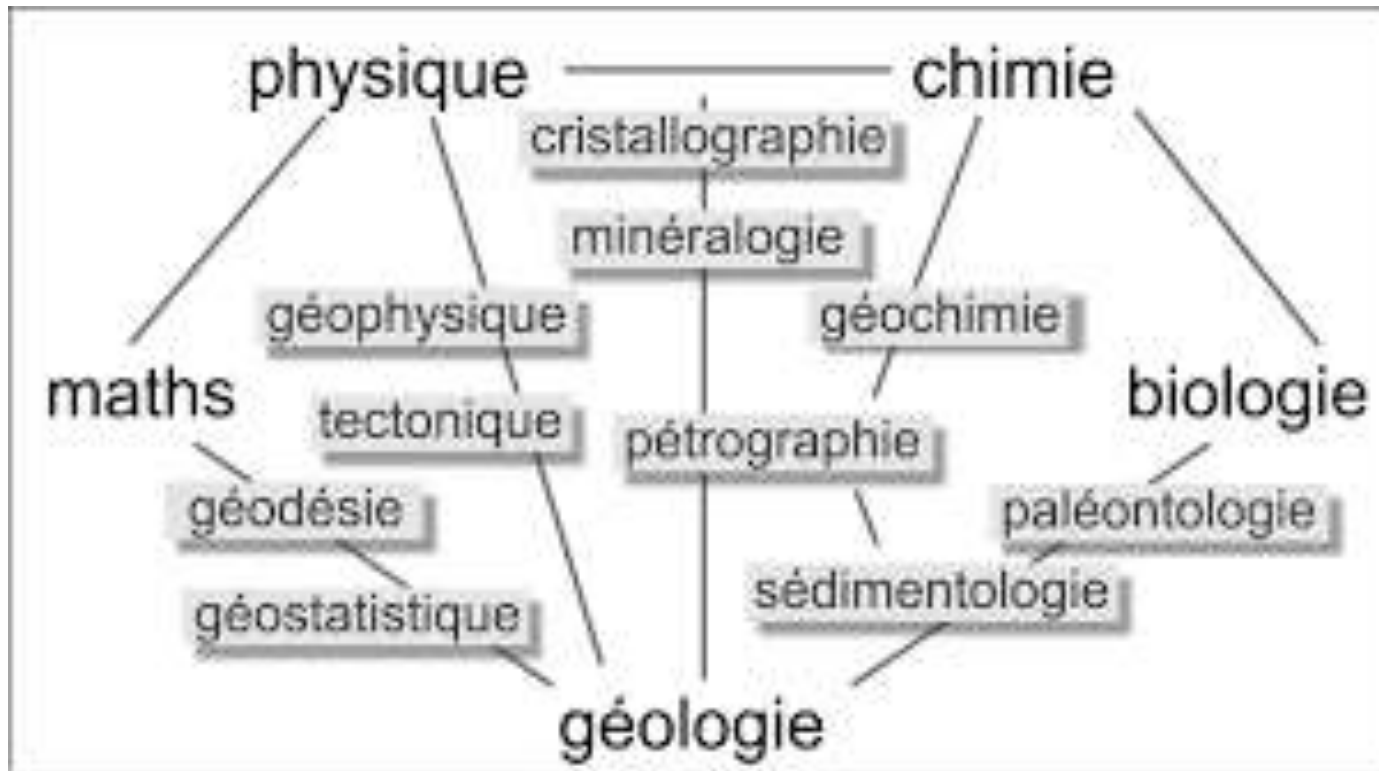 physique
chimie
cristallographie
minéralogie
géophysique
géochimie
maths
biologie
tectonique
pétrographie
géodésie
paléontologie
sédimentologie
géostatistique
géologie